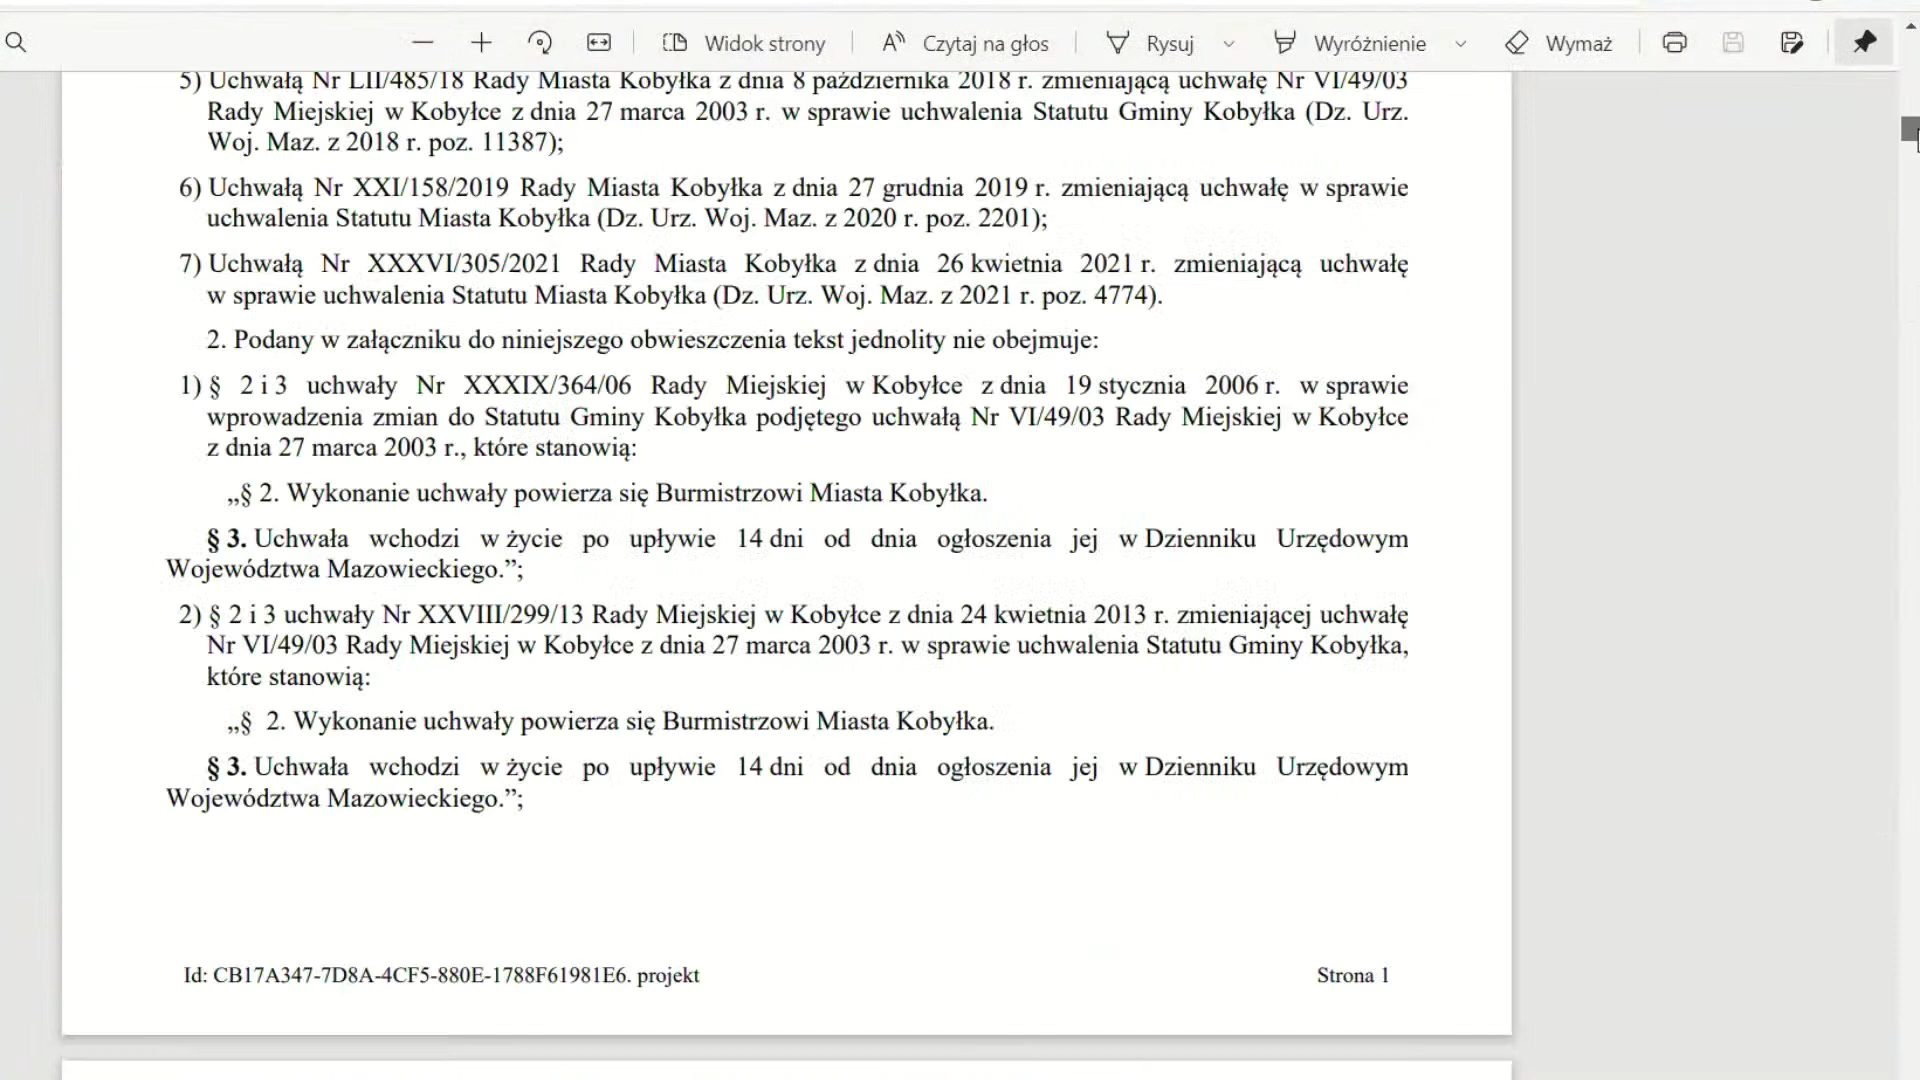 Widok strony
Czytaj na głos
Rysuj
Wyróżnienie
Wymaż
5) Uchwałą Nr LII/485/18 Rady Miasta Kobyłka z dnia 8 października 2018 r. zmieniającą uchwałę Nr VI/49/03
Rady Miejskiej w Kobyłce z dnia 27 marca 2003 r. w sprawie uchwalenia Statutu Gminy Kobyłka (Dz. Urz.
Woj. Maz. z 2018 r. poz. 11387);
6) Uchwałą Nr XXI/158/2019 Rady Miasta Kobyłka z dnia 27 grudnia 2019 r. zmieniającą uchwałę w sprawie
uchwalenia Statutu Miasta Kobyłka (Dz. Urz. Woj. Maz. z 2020 r. poz. 2201);
7) Uchwałą Nr XXXVI/305/2021 Rady Miasta Kobyłka z dnia 26 kwietnia 2021 r. zmieniającą uchwałę
w sprawie uchwalenia Statutu Miasta Kobyłka (Dz. Urz. Woj. Maz. z 2021 r. poz. 4774).
2. Podany w załączniku do niniejszego obwieszczenia tekst jednolity nie obejmuje:
1) § 2 i 3 uchwały Nr XXXIX/364/06 Rady Miejskiej w Kobyłce z dnia 19 stycznia 2006 r. w sprawie
wprowadzenia zmian do Statutu Gminy Kobyłka podjętego uchwałą Nr VI/49/03 Rady Miejskiej w Kobyłce
z dnia 27 marca 2003 r., które stanowią:
„§ 2. Wykonanie uchwały powierza się Burmistrzowi Miasta Kobyłka.
§ 3. Uchwała wchodzi w życie po upływie 14 dni od dnia ogłoszenia jej w Dzienniku Urzędowym
Województwa Mazowieckiego.”;
2) § 2 i 3 uchwały Nr XXVIII/299/13 Rady Miejskiej w Kobyłce z dnia 24 kwietnia 2013 r. zmieniającej uchwałę
Nr VI/49/03 Rady Miejskiej w Kobyłce z dnia 27 marca 2003 r. w sprawie uchwalenia Statutu Gminy Kobyłka,
które stanowią:
„§ 2. Wykonanie uchwały powierza się Burmistrzowi Miasta Kobyłka.
§ 3. Uchwała wchodzi w życie po upływie 14 dni od dnia ogłoszenia jej w Dzienniku Urzędowym
Województwa Mazowieckiego.”;
Id: CB17A347-7D8A-4CF5-880E-1788F61981E6. projekt
Strona 1